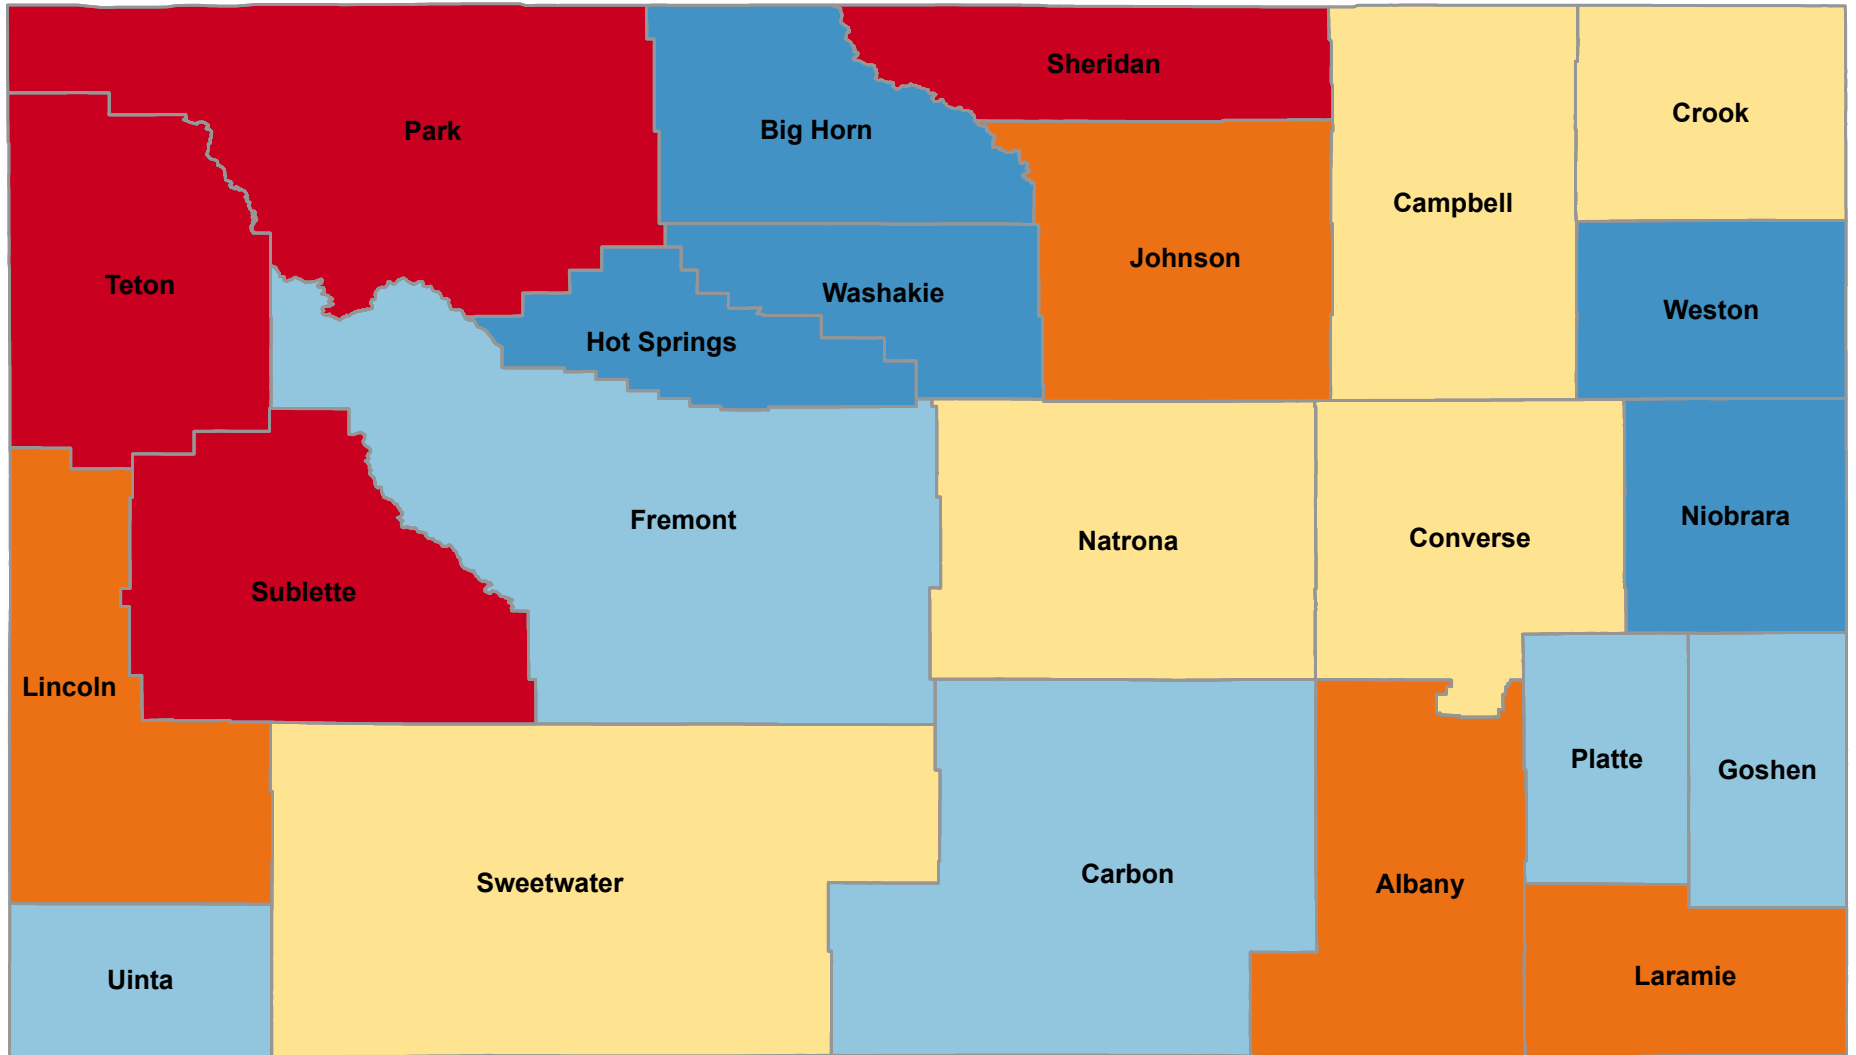 Sheridan
Crook
Park
Big Horn
Campbell
Johnson
Teton
Washakie
Weston
Hot Springs
Niobrara
Fremont
Converse
Natrona
Sublette
Lincoln
Platte
Goshen
Carbon
Sweetwater
Albany
Laramie
Uinta